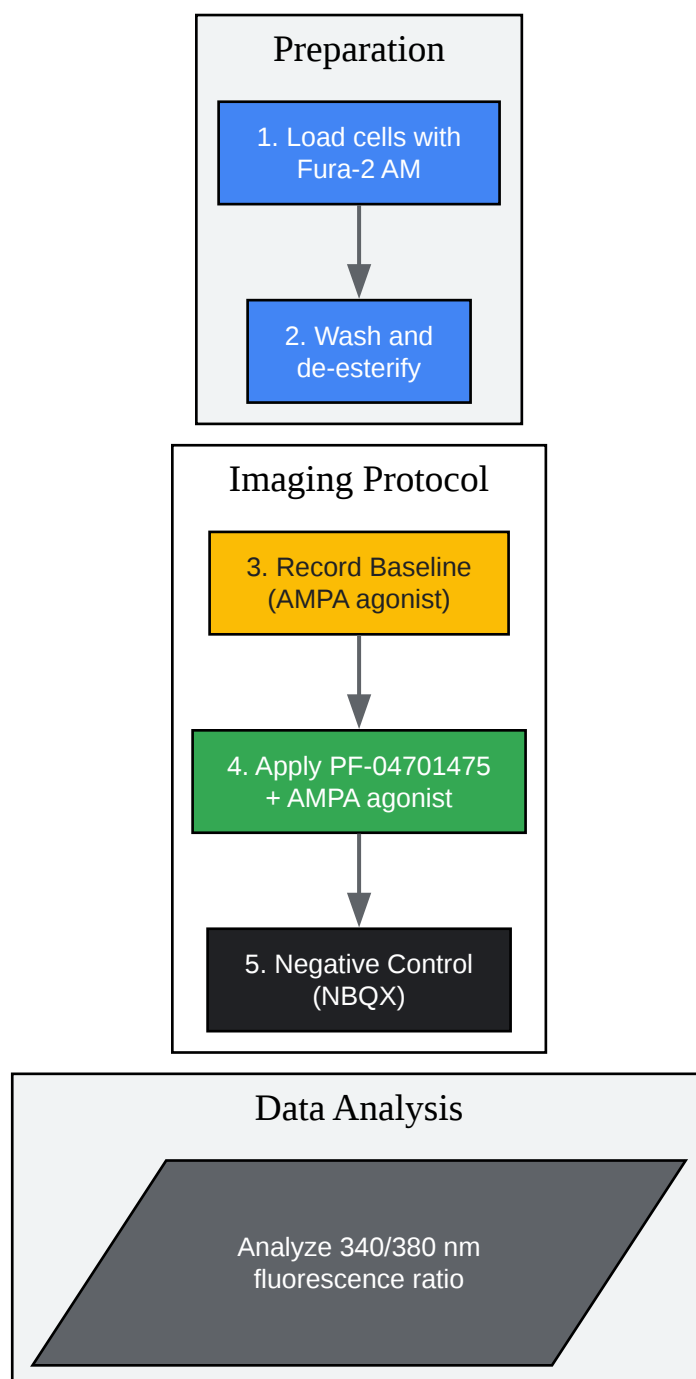 Preparation
1. Load cells with
Fura-2 AM
2. Wash and
de-esterify
Imaging Protocol
3. Record Baseline
(AMPA agonist)
4. Apply PF-04701475
+ AMPA agonist
5. Negative Control
(NBQX)
Data Analysis
Analyze 340/380 nm
fluorescence ratio